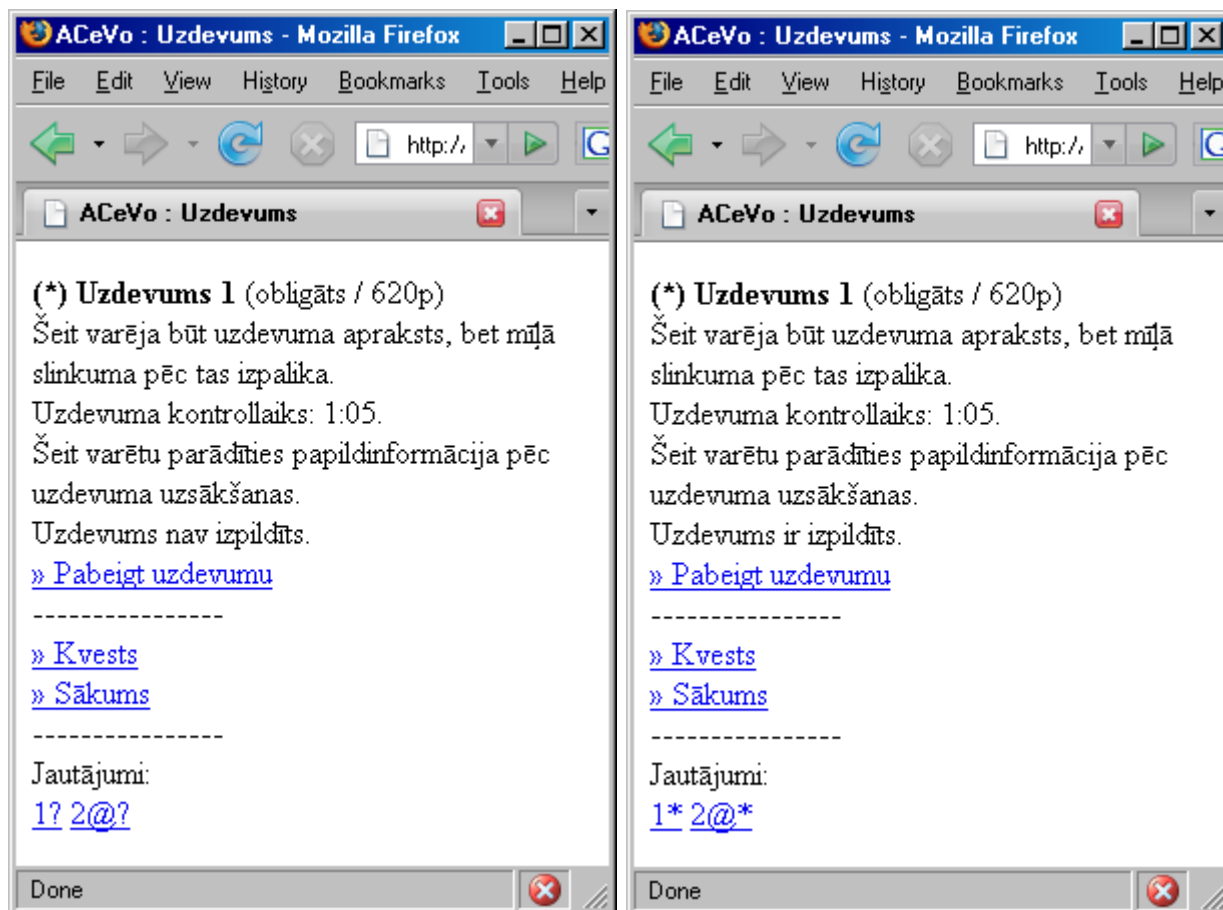 ACeVo : Uzdevums - Mozilla Firefox
File Edit View History Bookmarks Tools Help
http:/,
ACeVo : Uzdevums
(*) Uzdevums 1 (obligāts / 620p)
Šeit varēja būt uzdevuma apraksts, bet mīļā
slinkuma pēc tas izpalika.
Uzdevuma kontrollaiks: 1:05.
Šeit varētu parādīties papildinformācija pēc
uzdevuma uzsākšanas.
Uzdevums nav izpildīts.
» Pabeigt uzdevumu
----------------
» Kvests
» Sākums
----------------
Jautājumi:
1? 2@?
Done
ACeVo : Uzdevums - Mozilla Firefox
File Edit View History Bookmarks Tools Help
http:/,
ACeVo : Uzdevums
(*) Uzdevums 1 (obligāts / 620p)
Šeit varēja būt uzdevuma apraksts, bet mīļā
slinkuma pēc tas izpalika.
Uzdevuma kontrollaiks: 1:05.
Šeit varētu parādīties papildinformācija pēc
uzdevuma uzsākšanas.
Uzdevums ir izpildīts.
» Pabeigt uzdevumu
----------------
» Kvests
» Sākums
----------------
Jautājumi:
1* 2@*
Done